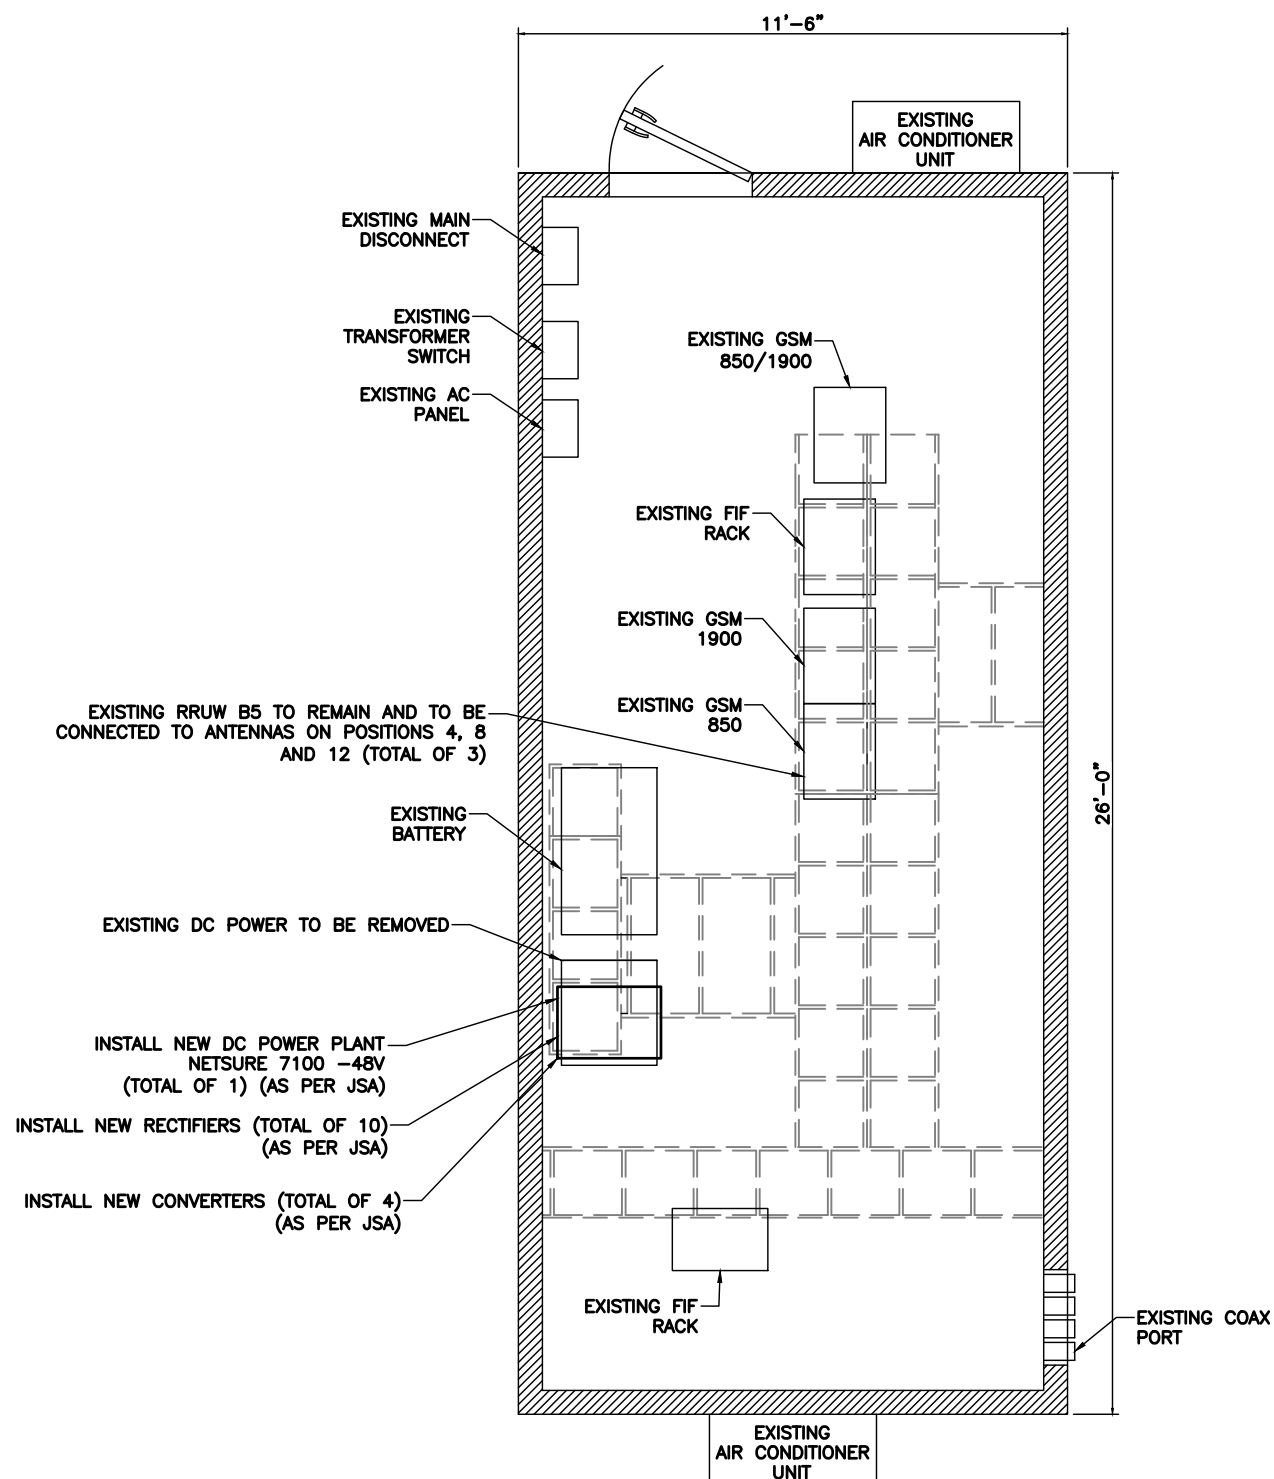 11'-6"
EXISTING
AIR CONDITIONER
UNIT
EXISTING MAIN
DISCONNECT
EXISTING
TRANSFORMER
SWITCH
EXISTING GSM
850/1900
EXISTING AC
PANEL
EXISTING FIF
RACK
EXISTING GSM
1900
EXISTING RRUW B5 TO REMAIN AND TO BE
CONNECTED TO ANTENNAS ON POSITIONS 4, 8
AND 12 (TOTAL OF 3)
EXISTING GSM
850
26'-0"
EXISTING
BATTERY
EXISTING DC POWER TO BE REMOVED
INSTALL NEW DC POWER PLANT
NETSURE 7100 -48V
(TOTAL OF 1) (AS PER JSA)
INSTALL NEW RECTIFIERS (TOTAL OF 10)
(AS PER JSA)
INSTALL NEW CONVERTERS (TOTAL OF 4)
(AS PER JSA)
EXISTING FIF
RACK
EXISTING COAX
PORT
EXISTING
AIR CONDITIONER
UNIT